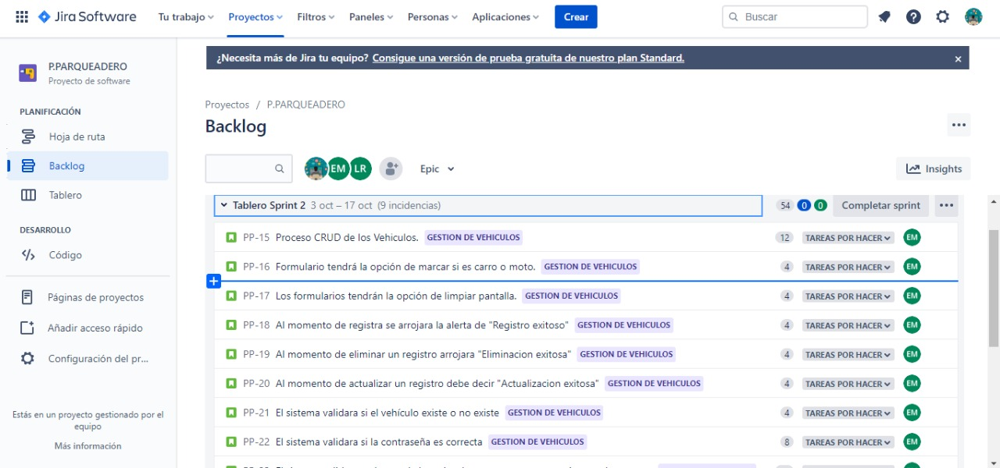 Jira Software Tu trabajo Proyectos Filtros Paneles Personas Aplicaciones Crear Buscar
P.PARQUEADERO
Proyecto de software
PLANIFICACIÓN
Hoja de ruta
Backlog
Tablero
DESARROLLO
Código
Páginas de proyectos
Añadir acceso rápido
Configuración del pr...
Estás en un proyecto gestionado por el
equipo
Más información
¿Necesita más de Jira tu equipo? Consigue una versión de prueba gratuita de nuestro plan Standard.
Proyectos / P.PARQUEADERO
Backlog
EM LR Epic Insights
Tablero Sprint 2 3 oct – 17 oct (9 incidencias) 54 0 0 Completar sprint
PP-15 Proceso CRUD de los Vehiculos. GESTION DE VEHICULOS 12 TAREAS POR HACER EM
PP-16 Formulario tendrá la opción de marcar si es carro o moto. GESTION DE VEHICULOS 4 TAREAS POR HACER EM
PP-17 Los formularios tendrán la opción de limpiar pantalla. GESTION DE VEHICULOS 4 TAREAS POR HACER EM
PP-18 Al momento de registra se arrojara la alerta de "Registro exitoso" GESTION DE VEHICULOS 4 TAREAS POR HACER EM
PP-19 Al momento de eliminar un registro arrojara "Eliminacion exitosa" GESTION DE VEHICULOS 4 TAREAS POR HACER EM
PP-20 Al momento de actualizar un registro debe decir "Actualizacion exitosa" GESTION DE VEHICULOS 4 TAREAS POR HACER EM
PP-21 El sistema validara si el vehículo existe o no existe GESTION DE VEHICULOS 4 TAREAS POR HACER EM
PP-22 El sistema validara si la contraseña es correcta GESTION DE VEHICULOS 8 TAREAS POR HACER EM